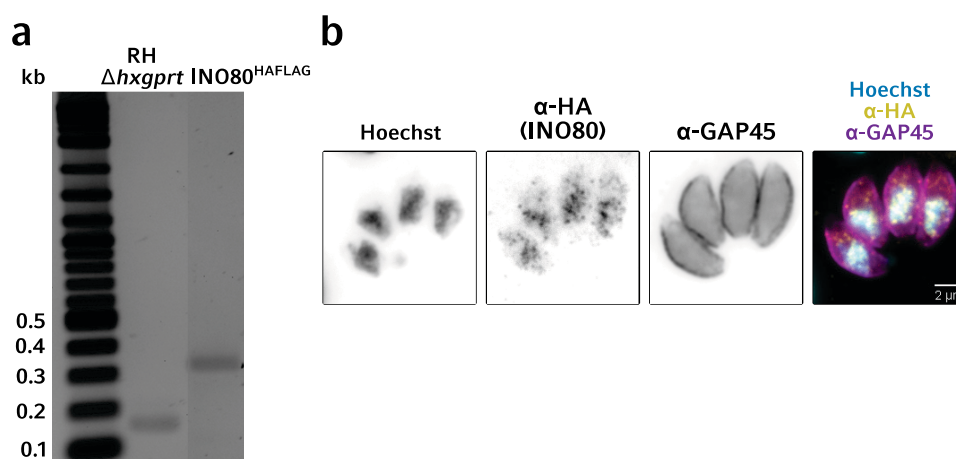 a
RH
kb Δhxgprt INO80HAFLAG
0.5
0.4
0.3
0.2
0.1
b
Hoechst
α-HA
(INO80)
α-GAP45
Hoechst
α-HA
α-GAP45
2 μm